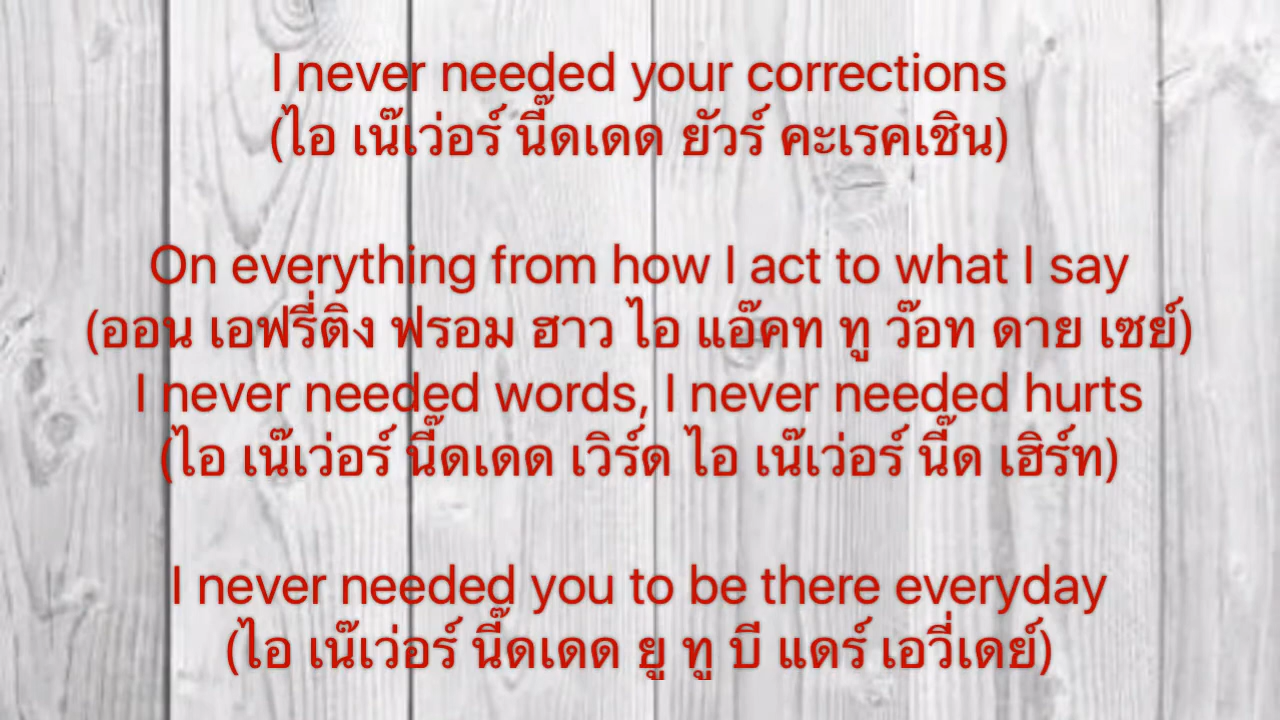 I never needed your corrections
(ไอ เน๊เว่อร์ นี๊ดเดด ยัวร์ คะเรคเชิน)
On everything from how I act to what I say
(ออน เอฟรี่ติง ฟรอม ฮาว ไอ แอ๊คท ทู ว๊อท ดาย เซย์)
I never needed words, I never needed hurts
(ไอ เน๊เว่อร์ นี๊ดเดด เวิร์ด ไอ เน๊เว่อร์ นี๊ด เฮิร์ท)
I never needed you to be there everyday
(ไอ เน๊เว่อร์ นี๊ดเดด ยู ทู บี แดร์ เอวี่เดย์)